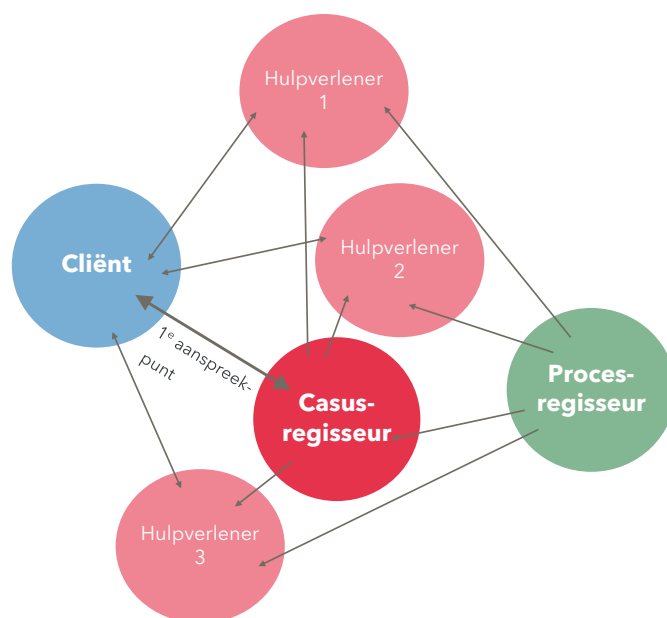 Hulpverlener
1
Cliënt
Hulpverlener
2
1e aanspreek-
punt
Casus-
regisseur
Proces-
regisseur
Hulpverlener
3